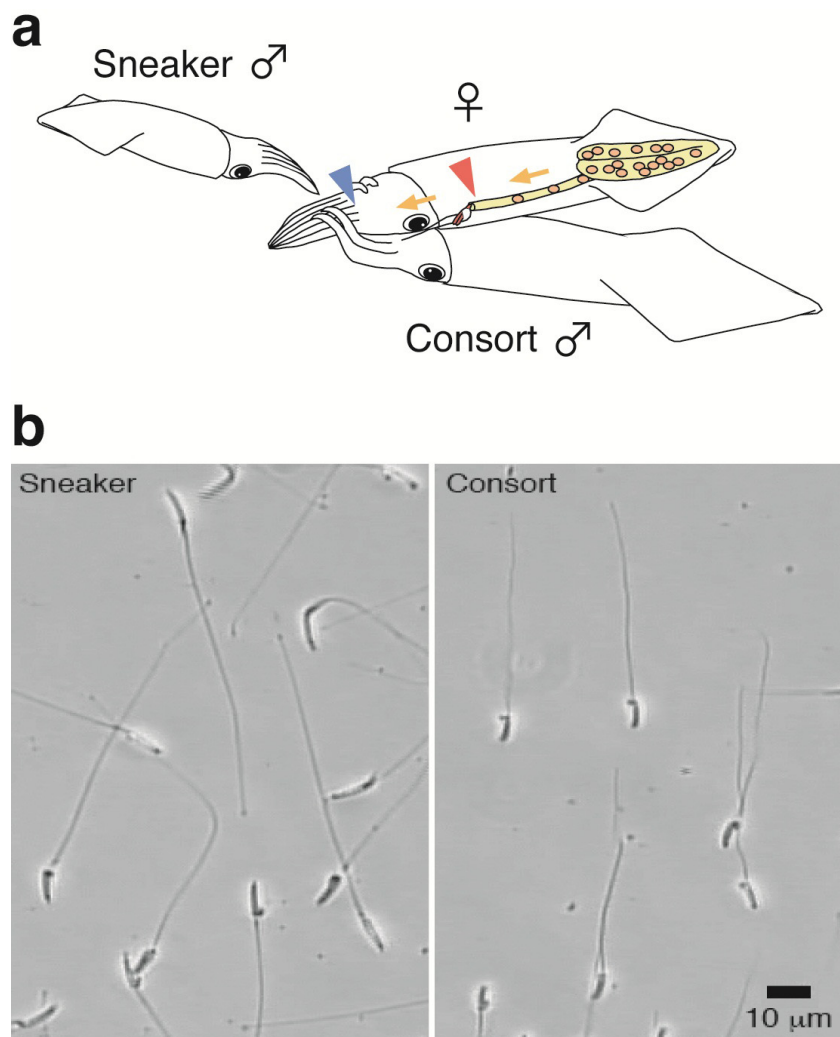 a
Sneaker ♂
♀
Consort ♂
b
Sneaker
Consort
10 μm